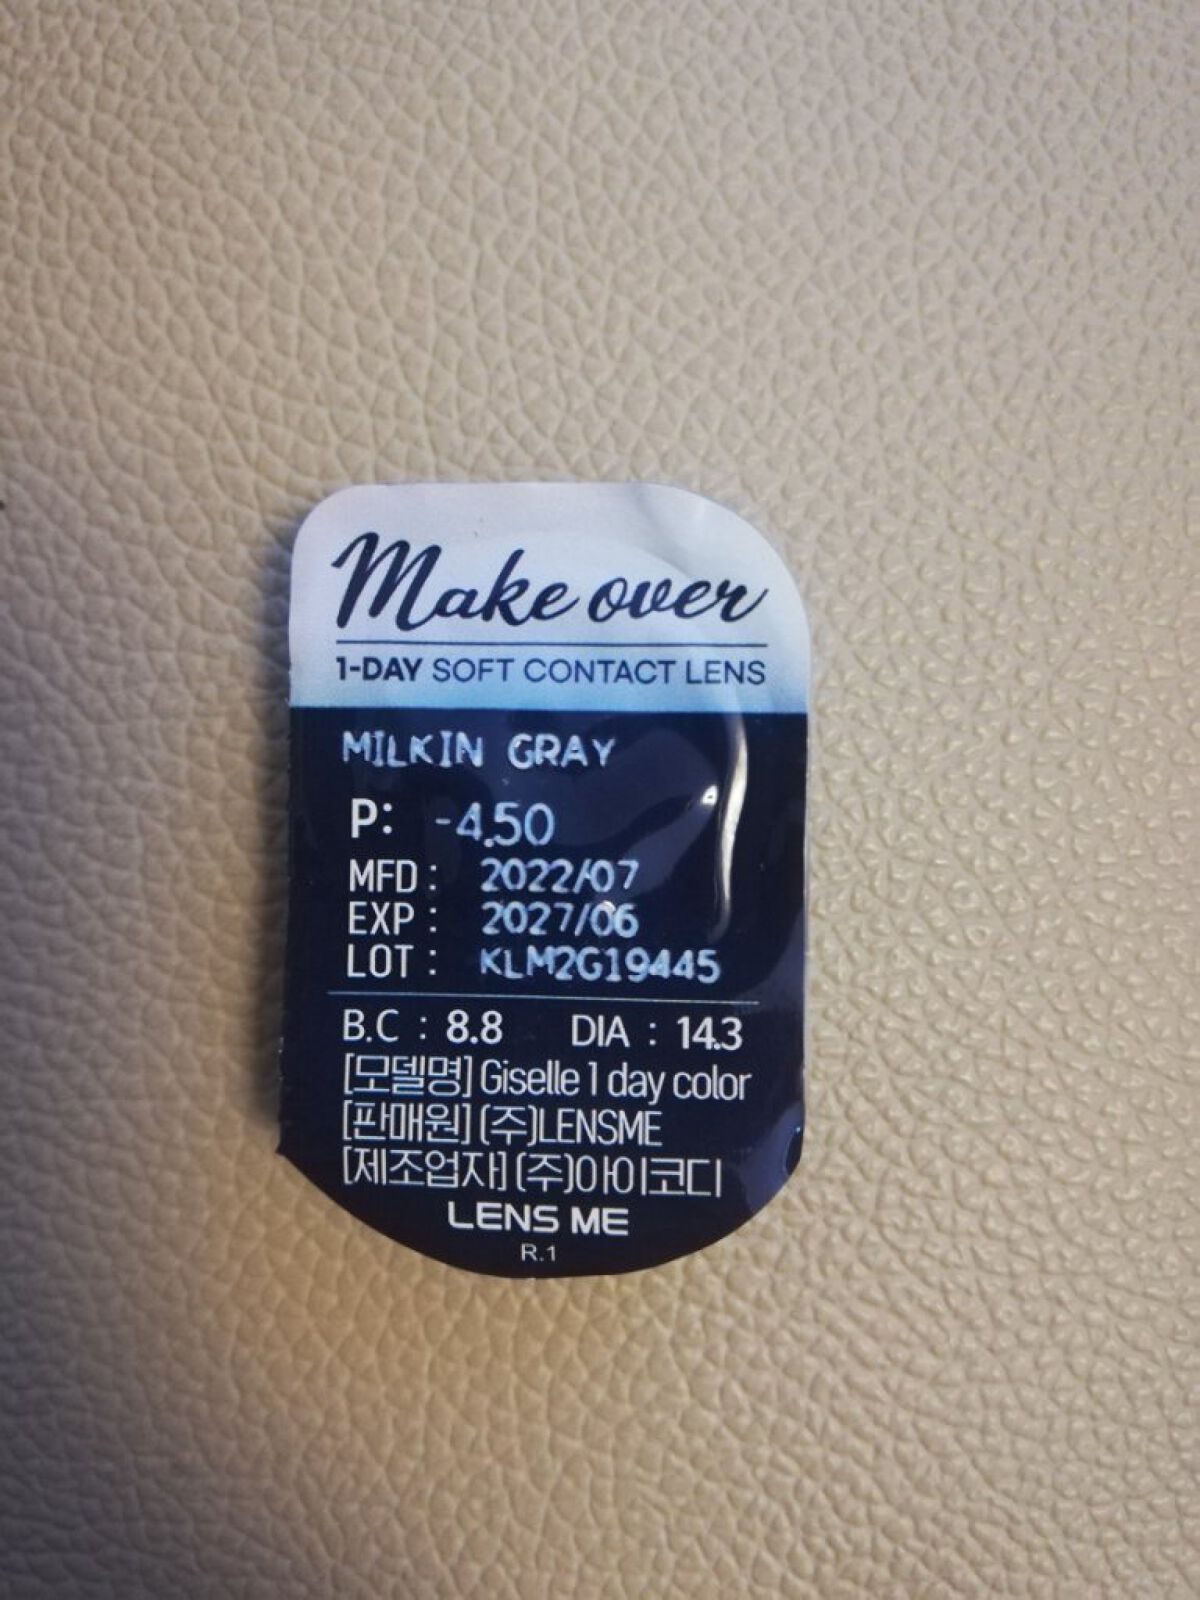 Make over
1-DAY SOFT CONTACT LENS
MILKIN GRAY
P: -4.50
MFD : 2022/07
EXP : 2027/06
LOT : KLM2G19445
B.C : 8.8 DIA : 14.3
[모델명] Giselle 1 day color
[판매원] (주)LENSME
[제조업자] (주)아이코디
LENS ME
R.1